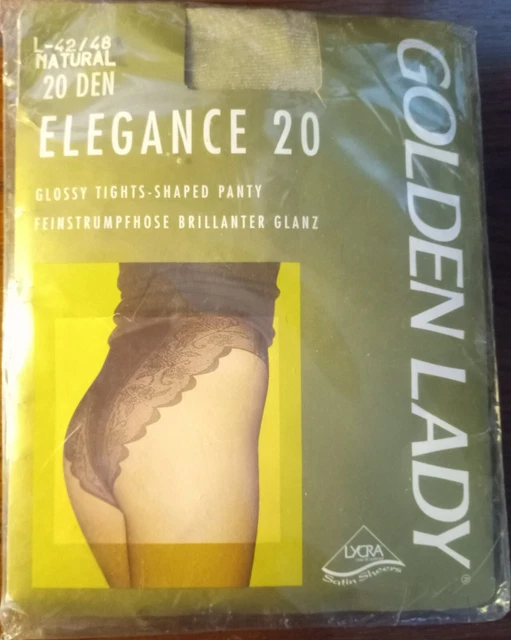 L-42/48
NATURAL
20 DEN
ELEGANCE 20
GLOSSY TIGHTS-SHAPED PANTY
FEINSTRUMPFHOSE BRILLANTER GLANZ
GOLDEN LADY®
LYCRA
Satin Sheers